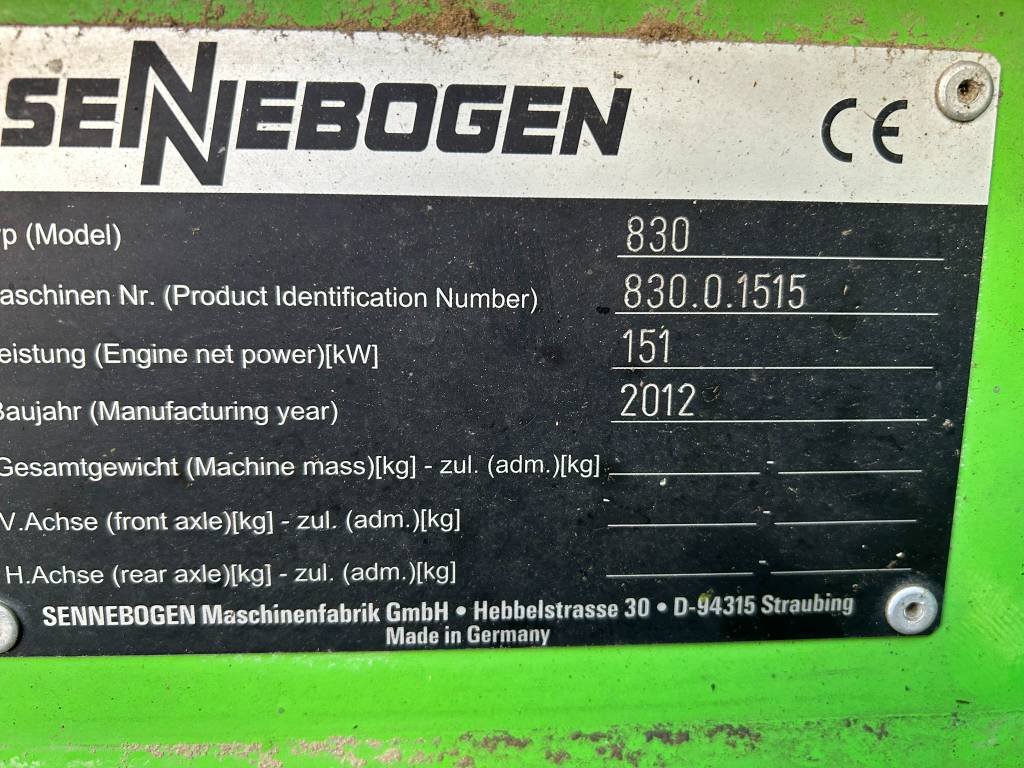 SENNEBOGEN CE
yp (Model) 830
aschinen Nr. (Product Identification Number) 830.0.1515
eistung (Engine net power)[kW] 151
Baujahr (Manufacturing year) 2012
Gesamtgewicht (Machine mass)[kg] - zul. (adm.)[kg] -
V.Achse (front axle)[kg] - zul. (adm.)[kg] -
H.Achse (rear axle)[kg] - zul. (adm.)[kg] -
SENNEBOGEN Maschinenfabrik GmbH • Hebbelstrasse 30 • D-94315 Straubing
Made in Germany